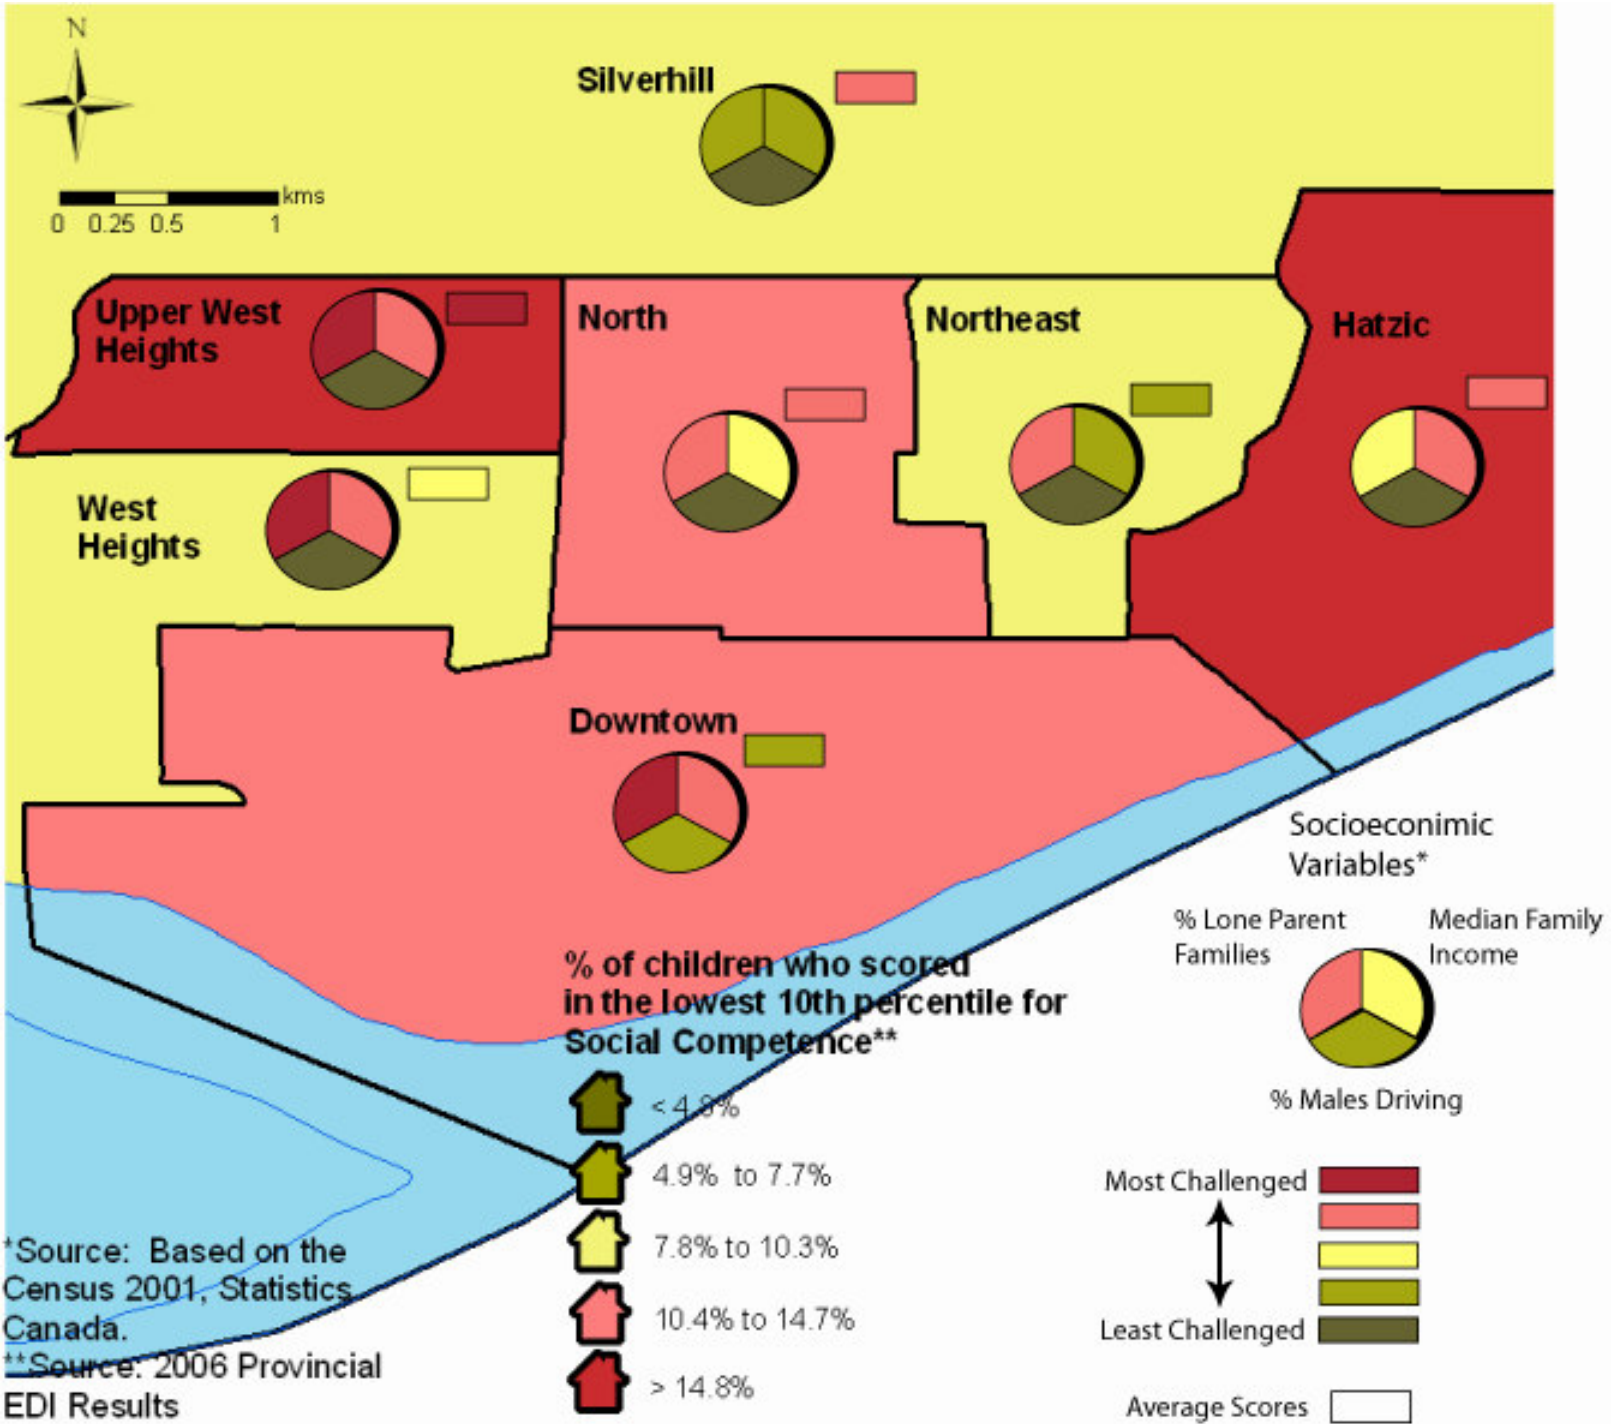 N
Silverhill
kms
0 0.25 0.5 1
Upper West
Heights
North
Northeast
Hatzic
West
Heights
Downtown
Socioeconimic
Variables*
% Lone Parent
Families
Median Family
Income
% Males Driving
% of children who scored
in the lowest 10th percentile for
Social Competence**
< 4.8%
4.9% to 7.7%
7.8% to 10.3%
10.4% to 14.7%
> 14.8%
Most Challenged
Least Challenged
Average Scores
*Source: Based on the
Census 2001, Statistics
Canada.
**Source: 2006 Provincial
EDI Results